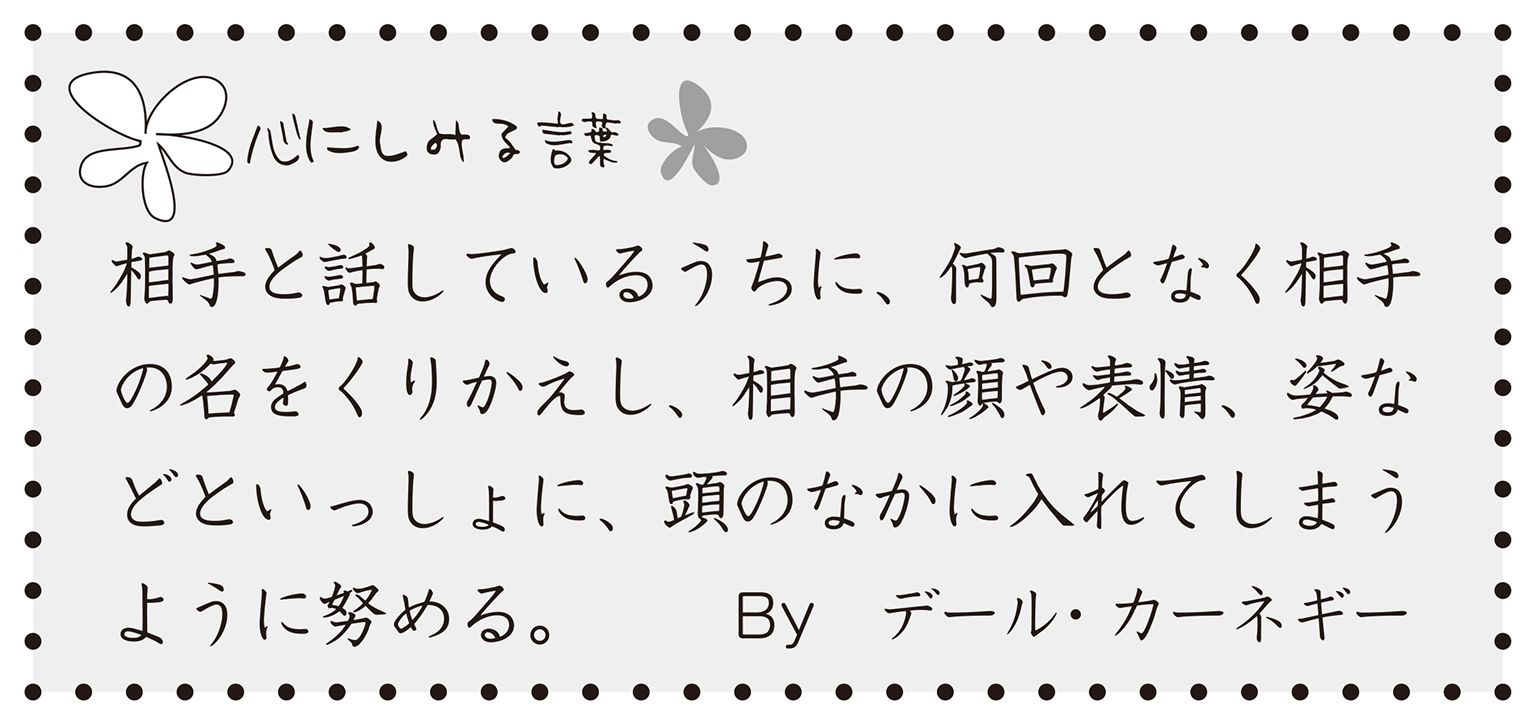 心にしみる言葉
相手と話しているうちに、何回となく相手
の名をくりかえし、相手の顔や表情、姿な
どといっしょに、頭のなかに入れてしまう
ように努める。　　By　デール・カーネギー